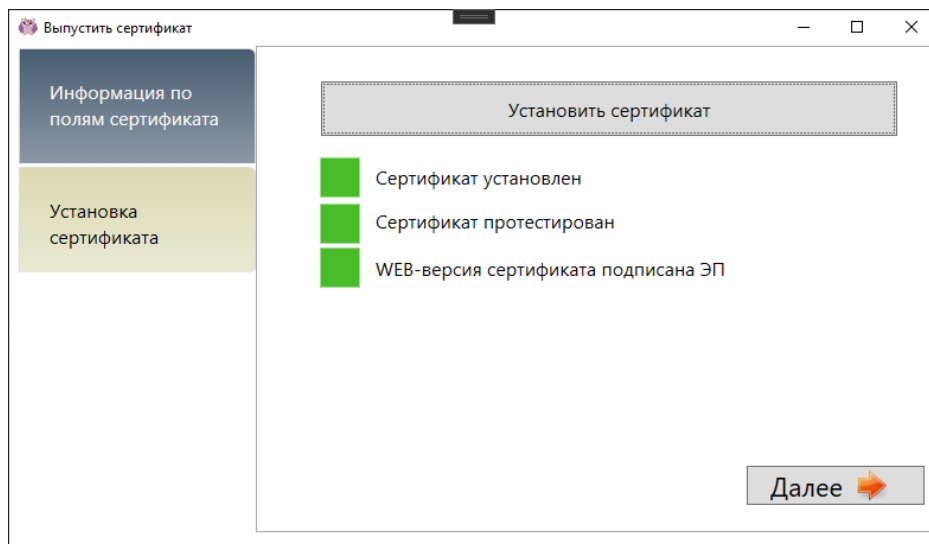 Выпустить сертификат
Информация по
полям сертификата
Установка
сертификата
Установить сертификат
Сертификат установлен
Сертификат протестирован
WEB-версия сертификата подписана ЭП
Далее